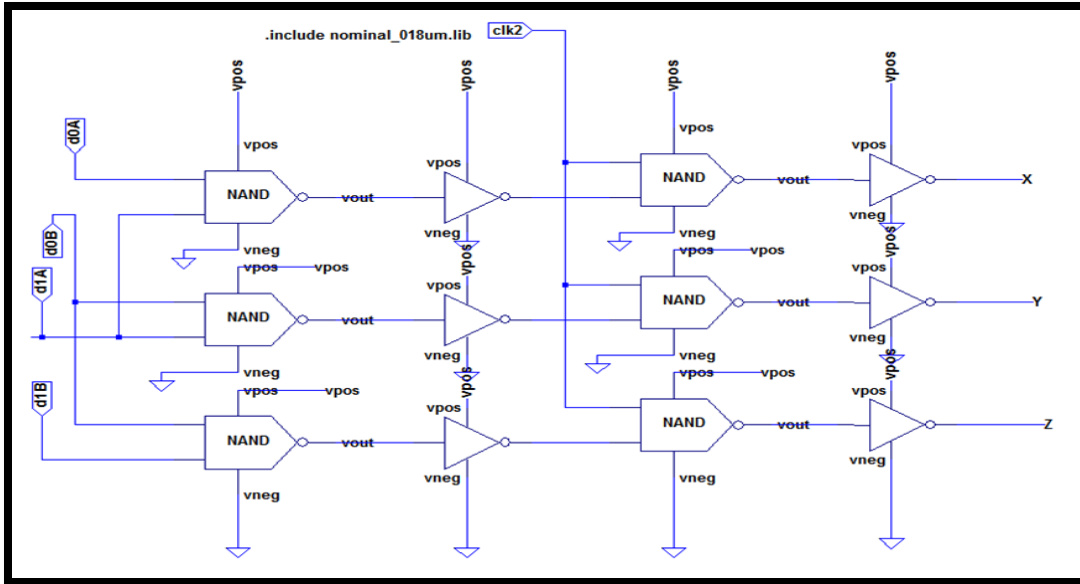 .include nominal_018um.lib clk2
vpos vpos vpos vpos
d0A vpos vpos vpos vpos
NAND vout NAND vout X
d0B vneg vneg vneg vneg
d1A vpos vpos vpos vpos vpos vpos vpos vpos
NAND vout NAND vout Y
vneg vneg vneg vneg
d1B vpos vpos vpos vpos vpos vpos vpos vpos
NAND vout NAND vout Z
vneg vneg vneg vneg